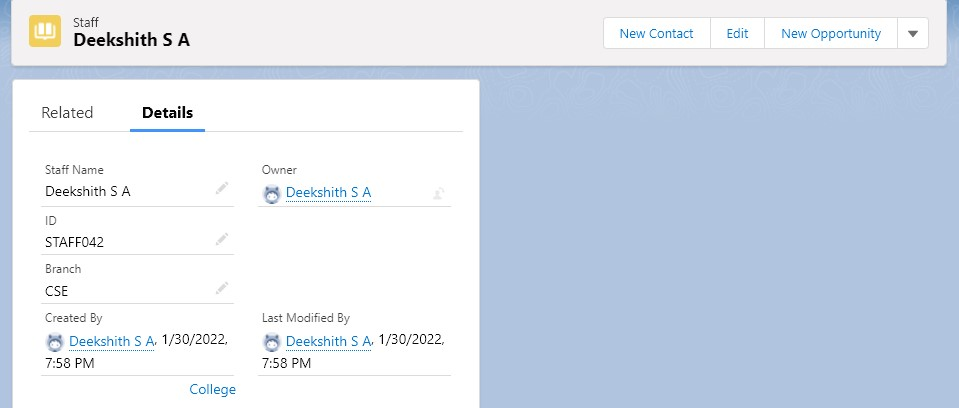 Staff
Deekshith S A
New Contact
Edit
New Opportunity
Related
Details
Staff Name
Deekshith S A
Owner
Deekshith S A
ID
STAFF042
Branch
CSE
Created By
Deekshith S A, 1/30/2022,
7:58 PM
Last Modified By
Deekshith S A, 1/30/2022,
7:58 PM
College